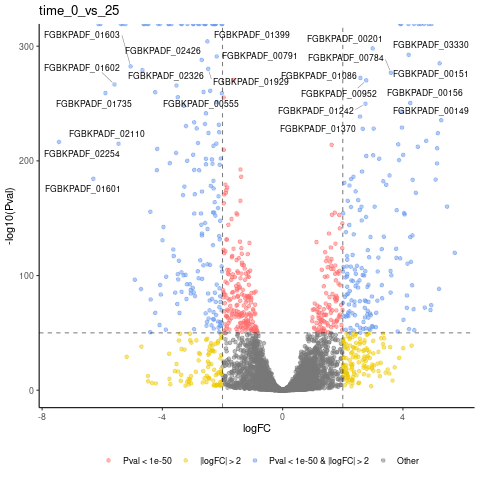 time_0_vs_25
FGBKPADF_01603
FGBKPADF_01399
FGBKPADF_00201
FGBKPADF_03330
FGBKPADF_02426
FGBKPADF_00791
FGBKPADF_00784
FGBKPADF_01602
FGBKPADF_02326
FGBKPADF_01929
FGBKPADF_01086
FGBKPADF_00151
FGBKPADF_00952
FGBKPADF_00156
FGBKPADF_01735
FGBKPADF_00555
FGBKPADF_01242
FGBKPADF_00149
FGBKPADF_02110
FGBKPADF_01370
FGBKPADF_02254
FGBKPADF_01601
300
200
100
0
-log10(Pval)
-8 -4 0 4
logFC
Pval < 1e-50 |logFC| > 2 Pval < 1e-50 & |logFC| > 2 Other